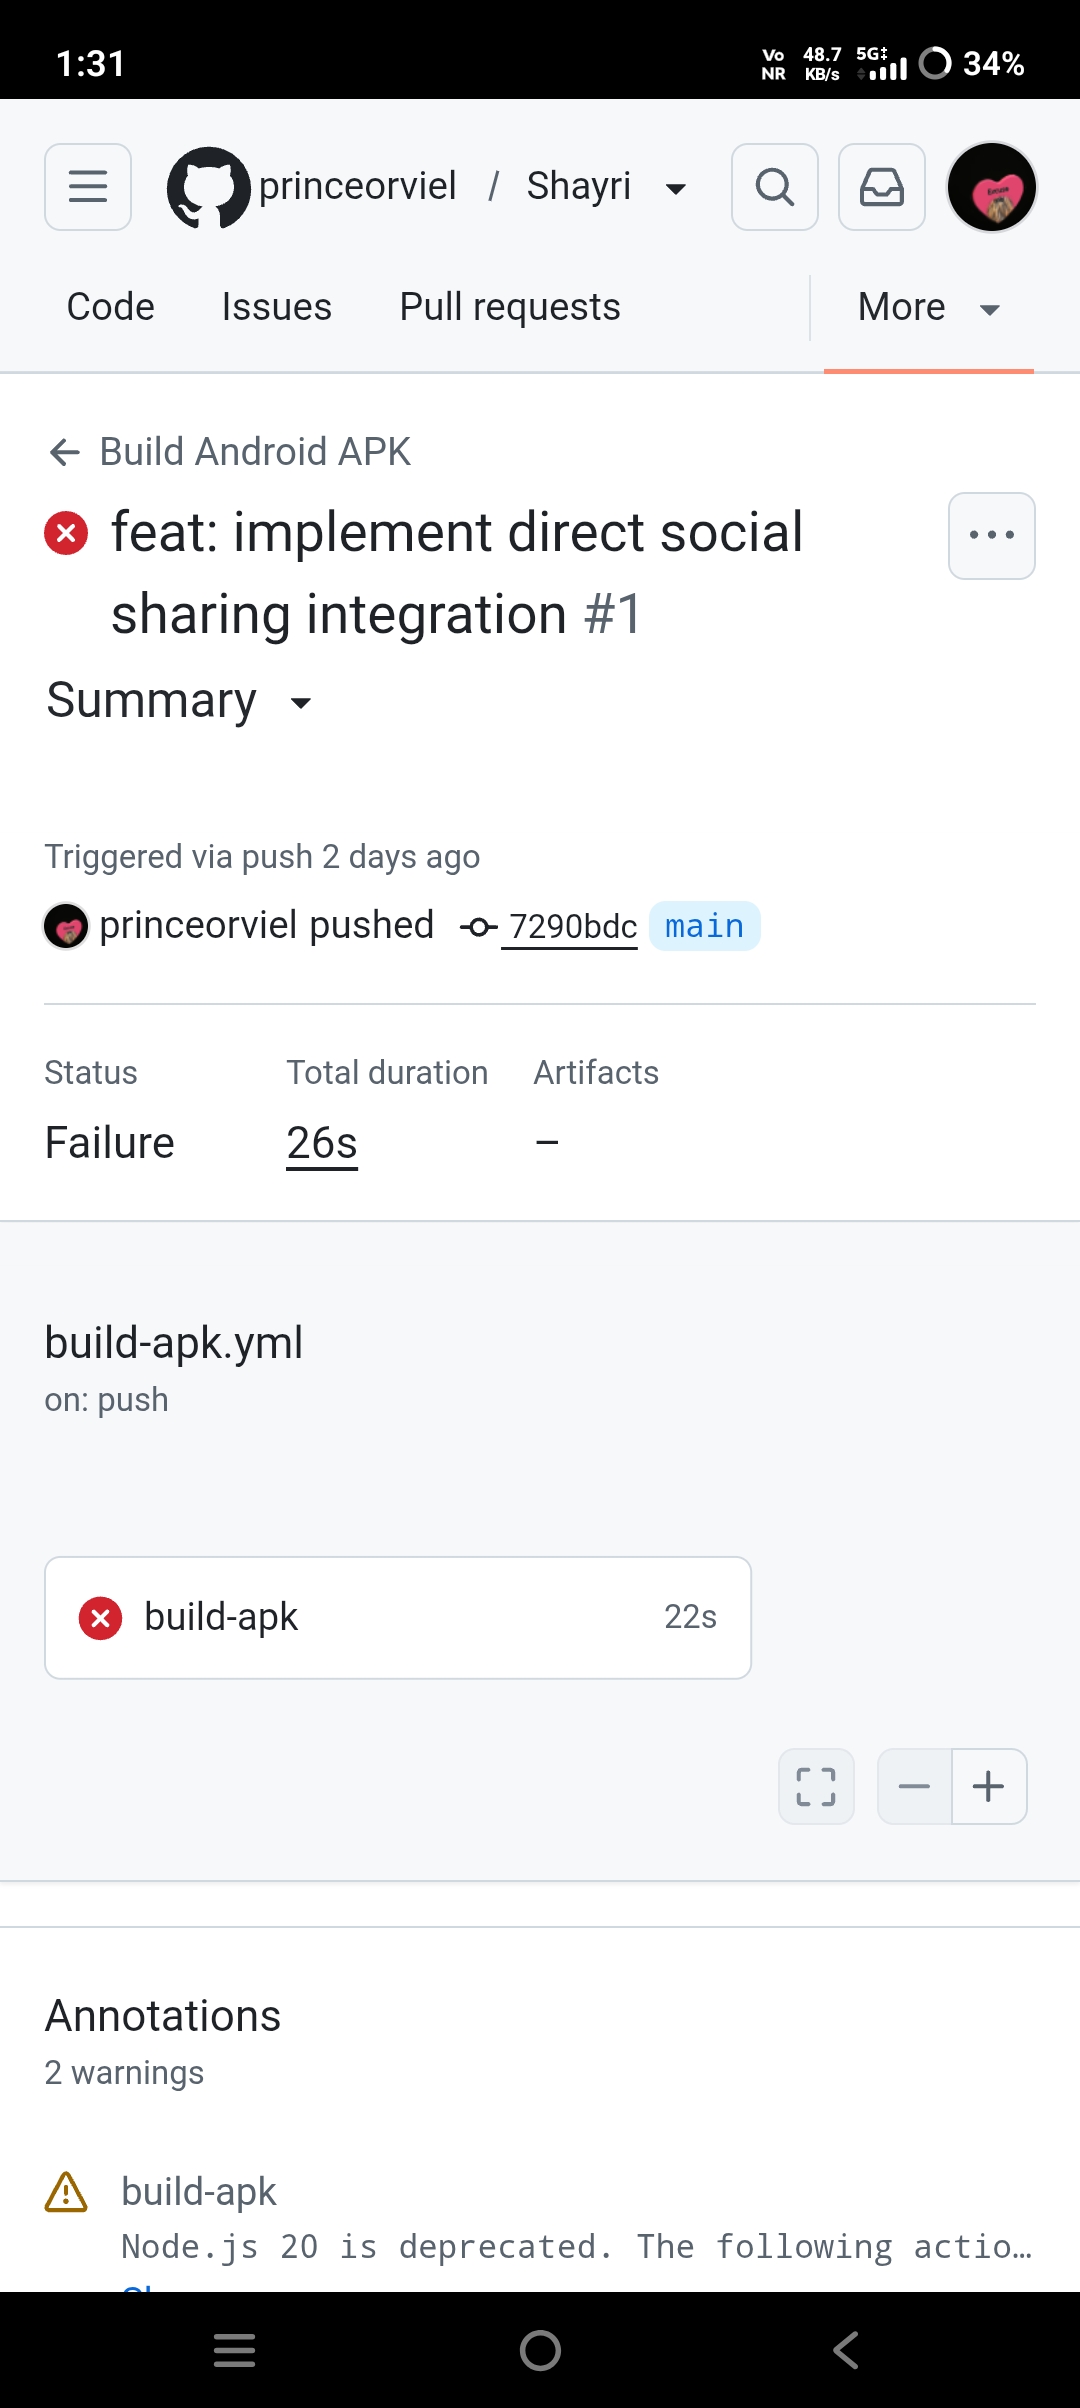 1:31
Vo NR 48.7 KB/s 5G 34%
princeorviel / Shayri
Code Issues Pull requests More
Build Android APK
feat: implement direct social
sharing integration #1
Summary
Triggered via push 2 days ago
princeorviel pushed 7290bdc main
Status Total duration Artifacts
Failure 26s –
build-apk.yml
on: push
build-apk 22s
Annotations
2 warnings
build-apk
Node.js 20 is deprecated. The following actio…